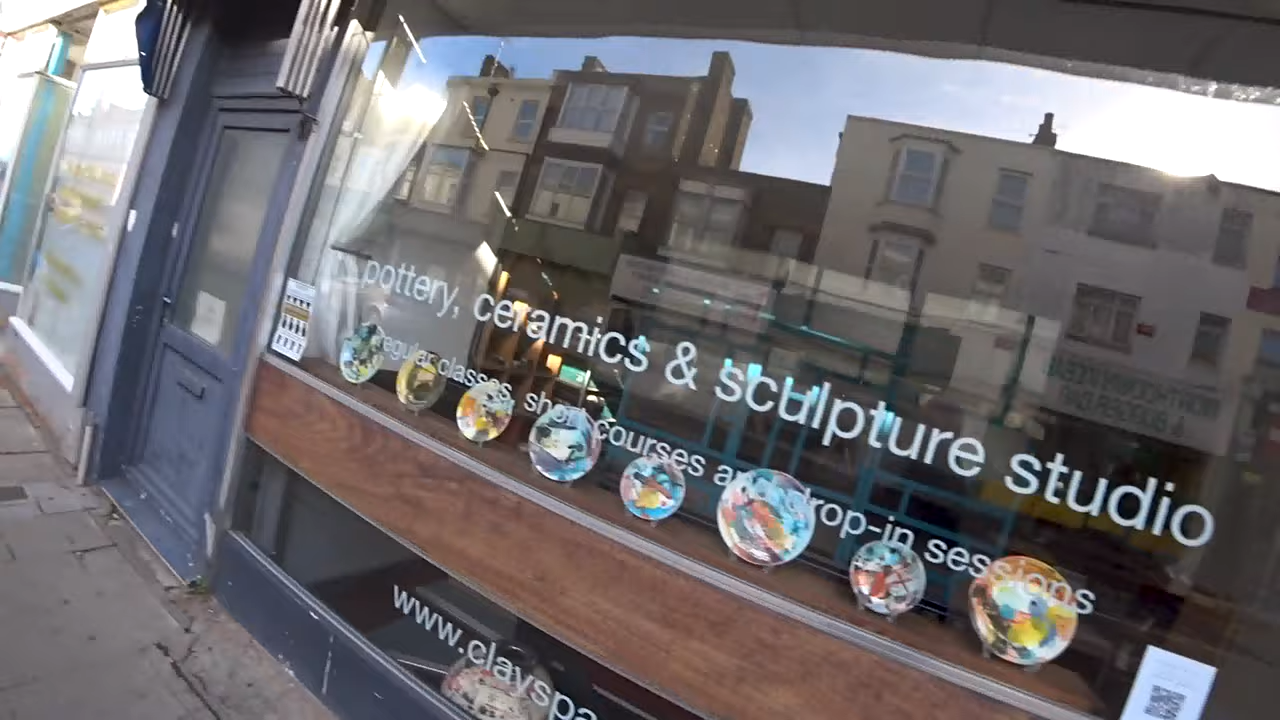 pottery, ceramics & sculpture studio
regular classes, short courses and drop-in sessions
www.clayspa